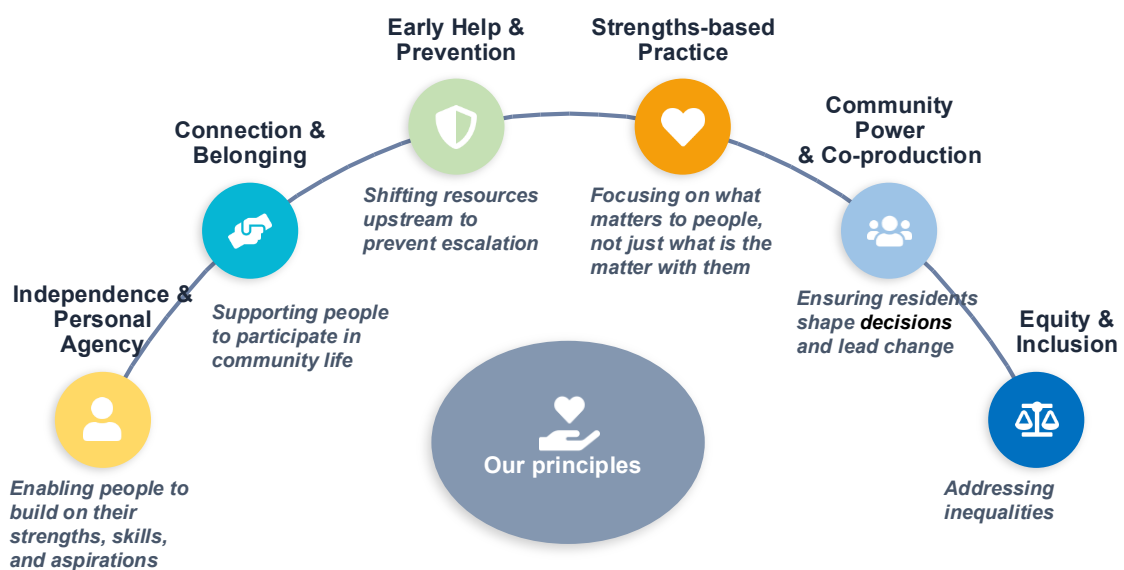 Independence &
Personal
Agency
Enabling people to
build on their
strengths, skills,
and aspirations
Connection &
Belonging
Supporting people
to participate in
community life
Early Help &
Prevention
Shifting resources
upstream to
prevent escalation
Strengths-based
Practice
Focusing on what
matters to people,
not just what is the
matter with them
Community
Power
& Co-production
Ensuring residents
shape decisions
and lead change
Equity &
Inclusion
Addressing
inequalities
Our principles